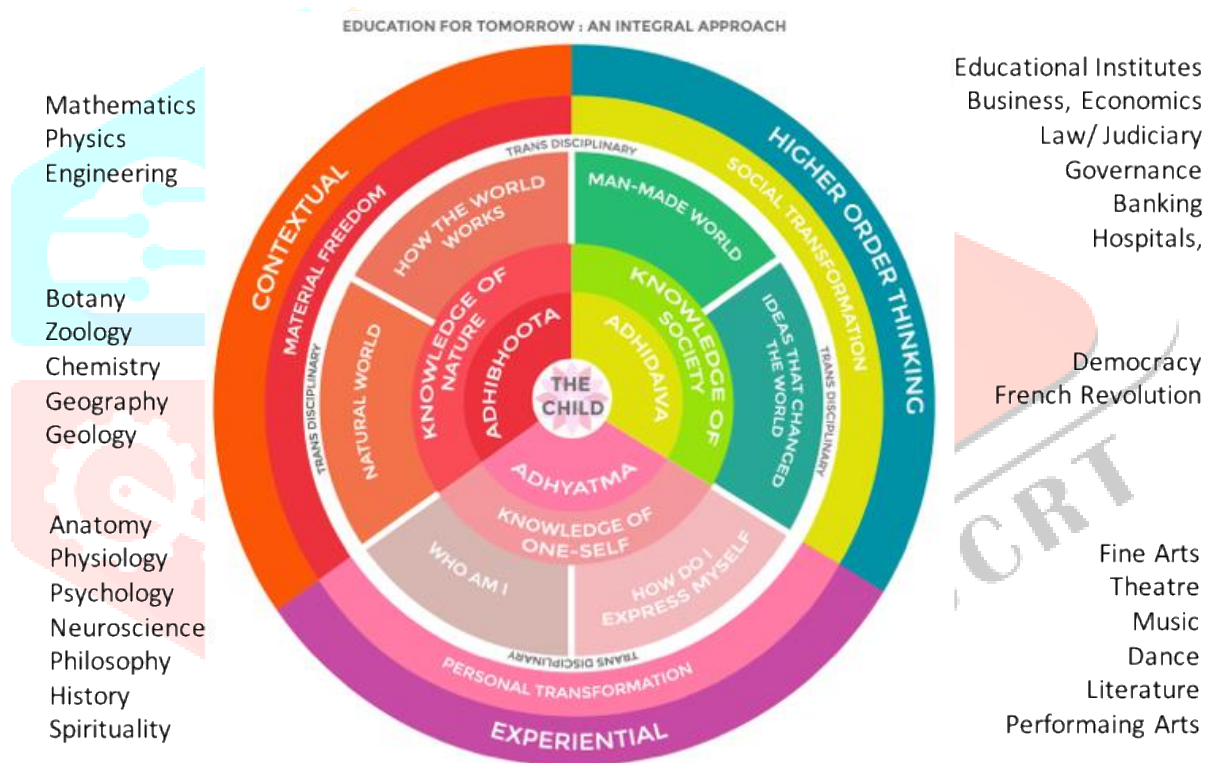 EDUCATION FOR TOMORROW : AN INTEGRAL APPROACH
Mathematics
Physics
Engineering
Botany
Zoology
Chemistry
Geography
Geology
Anatomy
Physiology
Psychology
Neuroscience
Philosophy
History
Spirituality
CONTEXTUAL
MATERIAL FREEDOM
TRANS DISCIPLINARY
HOW THE WORLD
WORKS
NATURAL WORLD
TRANS DISCIPLINARY
KNOWLEDGE OF
NATURE
ADHIBHOOTA
THE
CHILD
HIGHER ORDER THINKING
SOCIAL TRANSFORMATION
MAN-MADE WORLD
IDEAS THAT CHANGED
THE WORLD
TRANS DISCIPLINARY
KNOWLEDGE OF
SOCIETY
ADHIDAIVA
ADHYATMA
KNOWLEDGE OF
ONE-SELF
WHO AM I
HOW DO I
EXPRESS MYSELF
TRANS DISCIPLINARY
PERSONAL TRANSFORMATION
EXPERIENTIAL
Educational Institutes
Business, Economics
Law/ Judiciary
Governance
Banking
Hospitals,
Democracy
French Revolution
Fine Arts
Theatre
Music
Dance
Literature
Performaing Arts
CRT